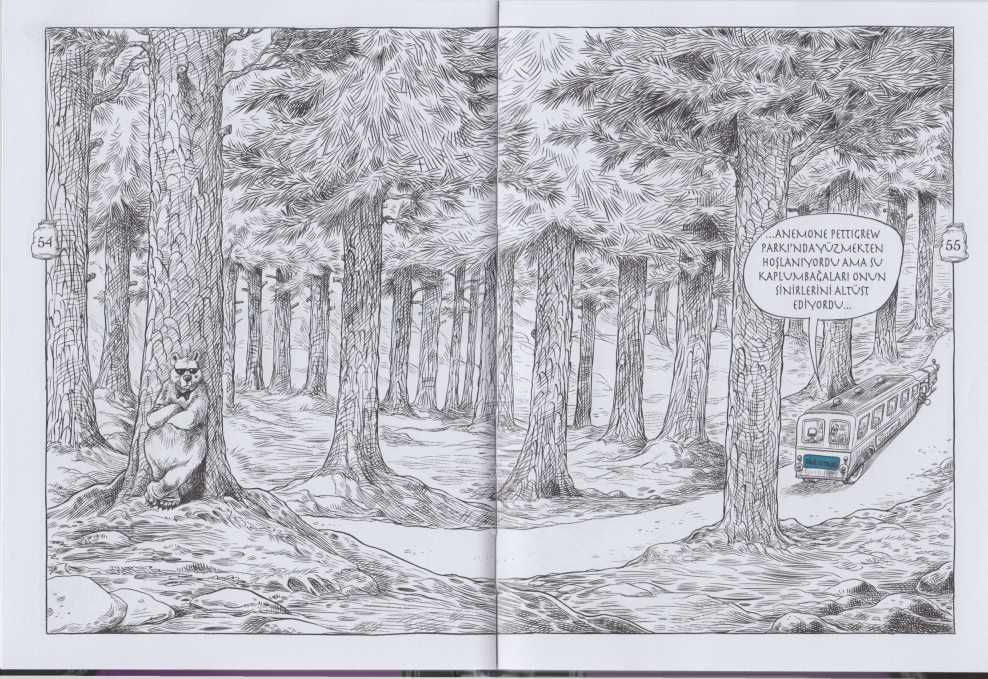 54
...ANEMONE PETTIGREW
PARKI'NDA YÜZMEKTEN
HOŞLANIYORDU AMA SU
KAPLUMBAĞALARI ONUN
SİNİRLERİNİ ALTÜST
EDİYORDU...
55